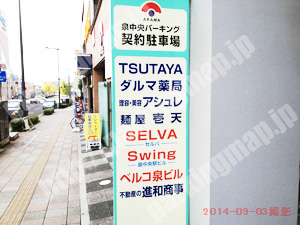 AKAMA
泉中央パーキング
契約駐車場
TSUTAYA
ダルマ薬局
理容・美容 アシュレ
麺屋 壱天
SELVA
セルバ
Swing
泉中央駅ビル
ベルコ泉ビル
不動産の 進和商事
2014-09-03撮影